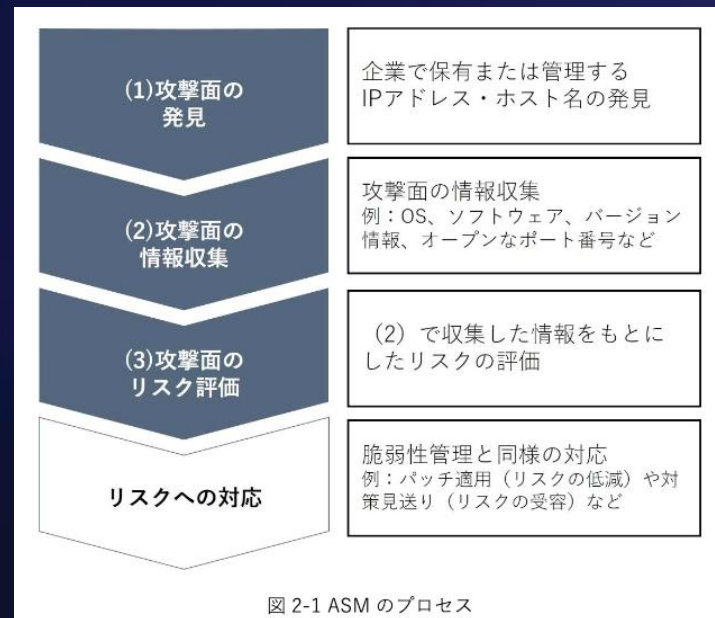 (1)攻撃面の
発見
企業で保有または管理する
IPアドレス・ホスト名の発見
(2)攻撃面の
情報収集
攻撃面の情報収集
例：OS、ソフトウェア、バージョン
情報、オープンなポート番号など
(3)攻撃面の
リスク評価
（2）で収集した情報をもとに
したリスクの評価
リスクへの対応
脆弱性管理と同様の対応
例：パッチ適用（リスクの低減）や対
策見送り（リスクの受容）など
図 2-1 ASM のプロセス